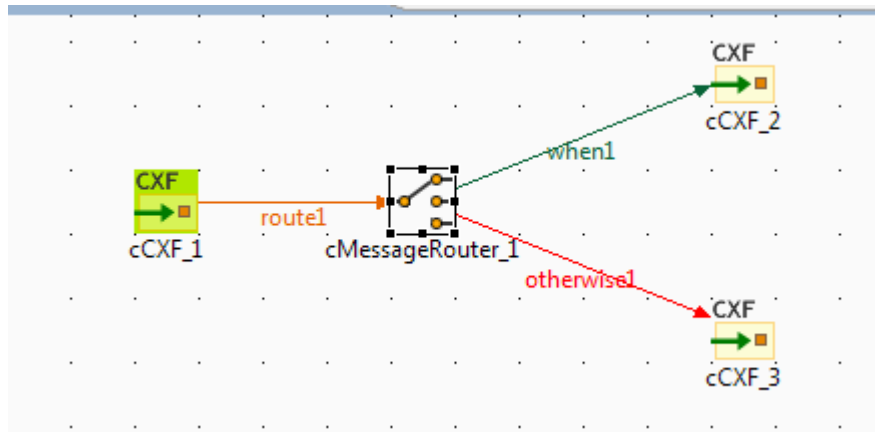 CXF
cCXF_2
when1
CXF
route1
cCXF_1
cMessageRouter_1
otherwise1
CXF
cCXF_3